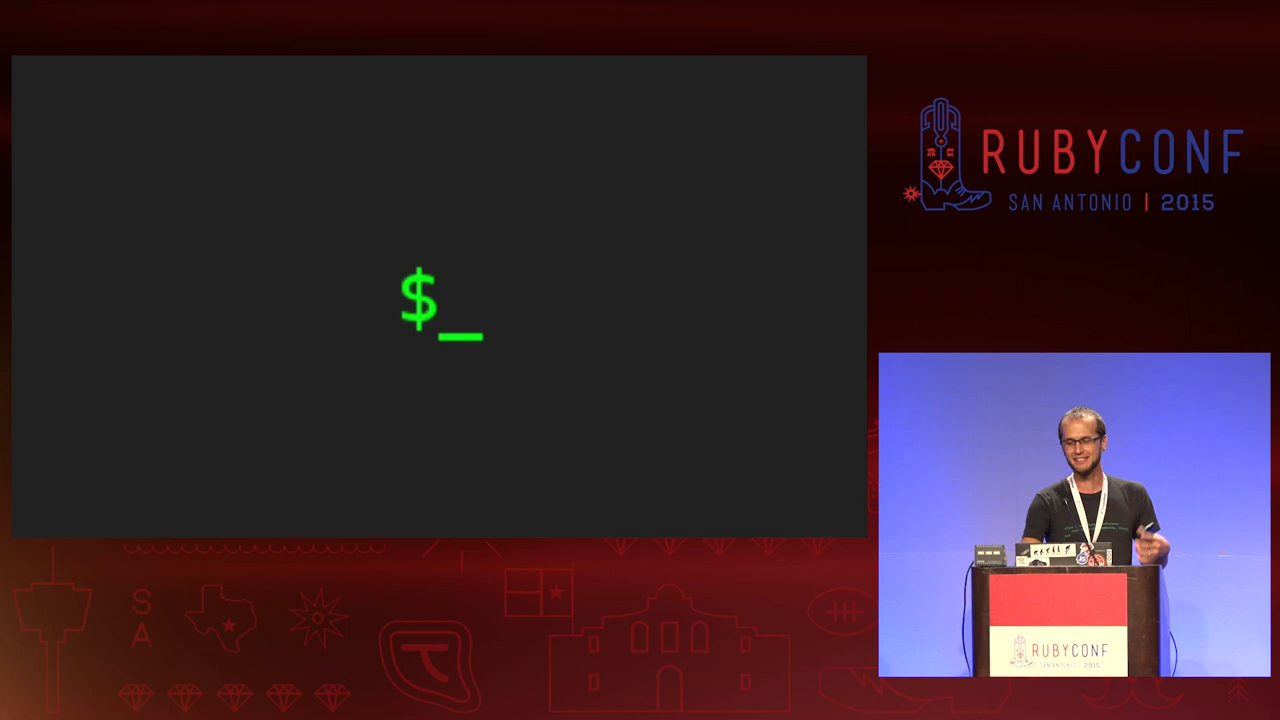 $_
RUBYCONF
SAN ANTONIO | 2015
S
A
RUBYCONF
SAN ANTONIO | 2015